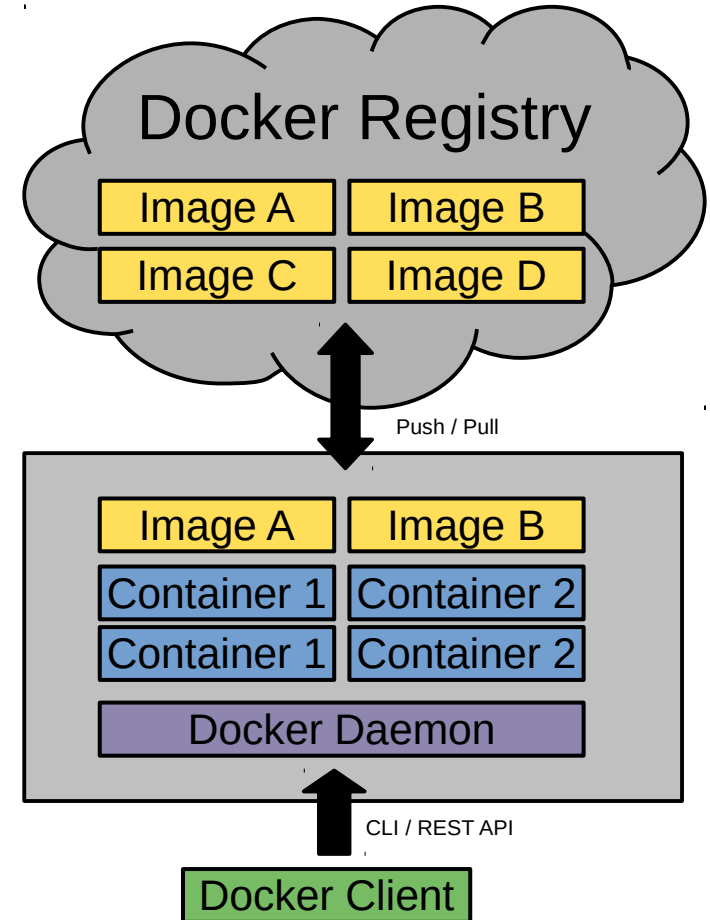 Docker Registry
Image A Image B
Image C Image D
Push / Pull
Image A Image B
Container 1 Container 2
Container 1 Container 2
Docker Daemon
CLI / REST API
Docker Client